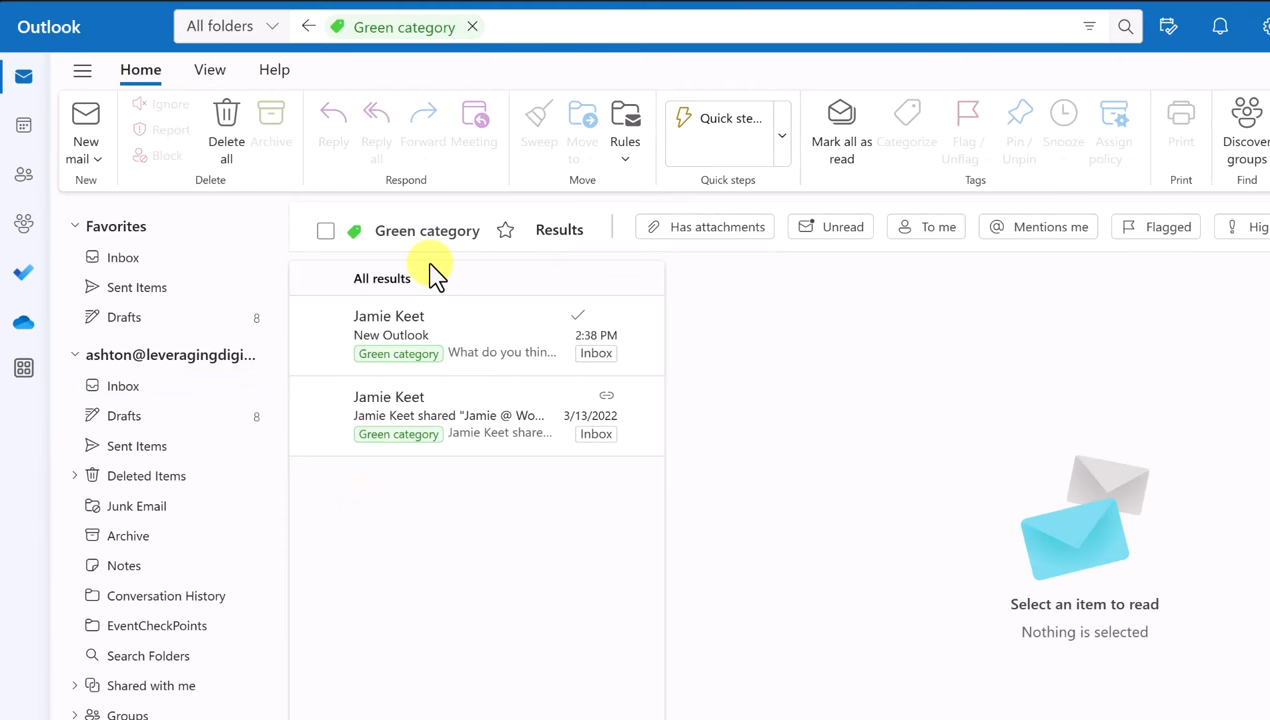 Outlook
All folders
Green category
Home
View
Help
New mail
Ignore
Report
Block
Delete all
Archive
Reply
Reply all
Forward
Meeting
Sweep
Move to
Rules
Quick ste...
Mark all as read
Categorize
Flag / Unflag
Pin / Unpin
Snooze
Assign policy
Print
Discover groups
New
Delete
Respond
Move
Quick steps
Tags
Print
Find
Favorites
Inbox
Sent Items
Drafts 8
ashton@leveragingdigi...
Inbox
Drafts 8
Sent Items
Deleted Items
Junk Email
Archive
Notes
Conversation History
EventCheckPoints
Search Folders
Shared with me
Groups
Green category
Results
Has attachments
Unread
To me
Mentions me
Flagged
Hig
All results
Jamie Keet
New Outlook 2:38 PM
Green category What do you thin... Inbox
Jamie Keet
Jamie Keet shared "Jamie @ Wo... 3/13/2022
Green category Jamie Keet share... Inbox
Select an item to read
Nothing is selected